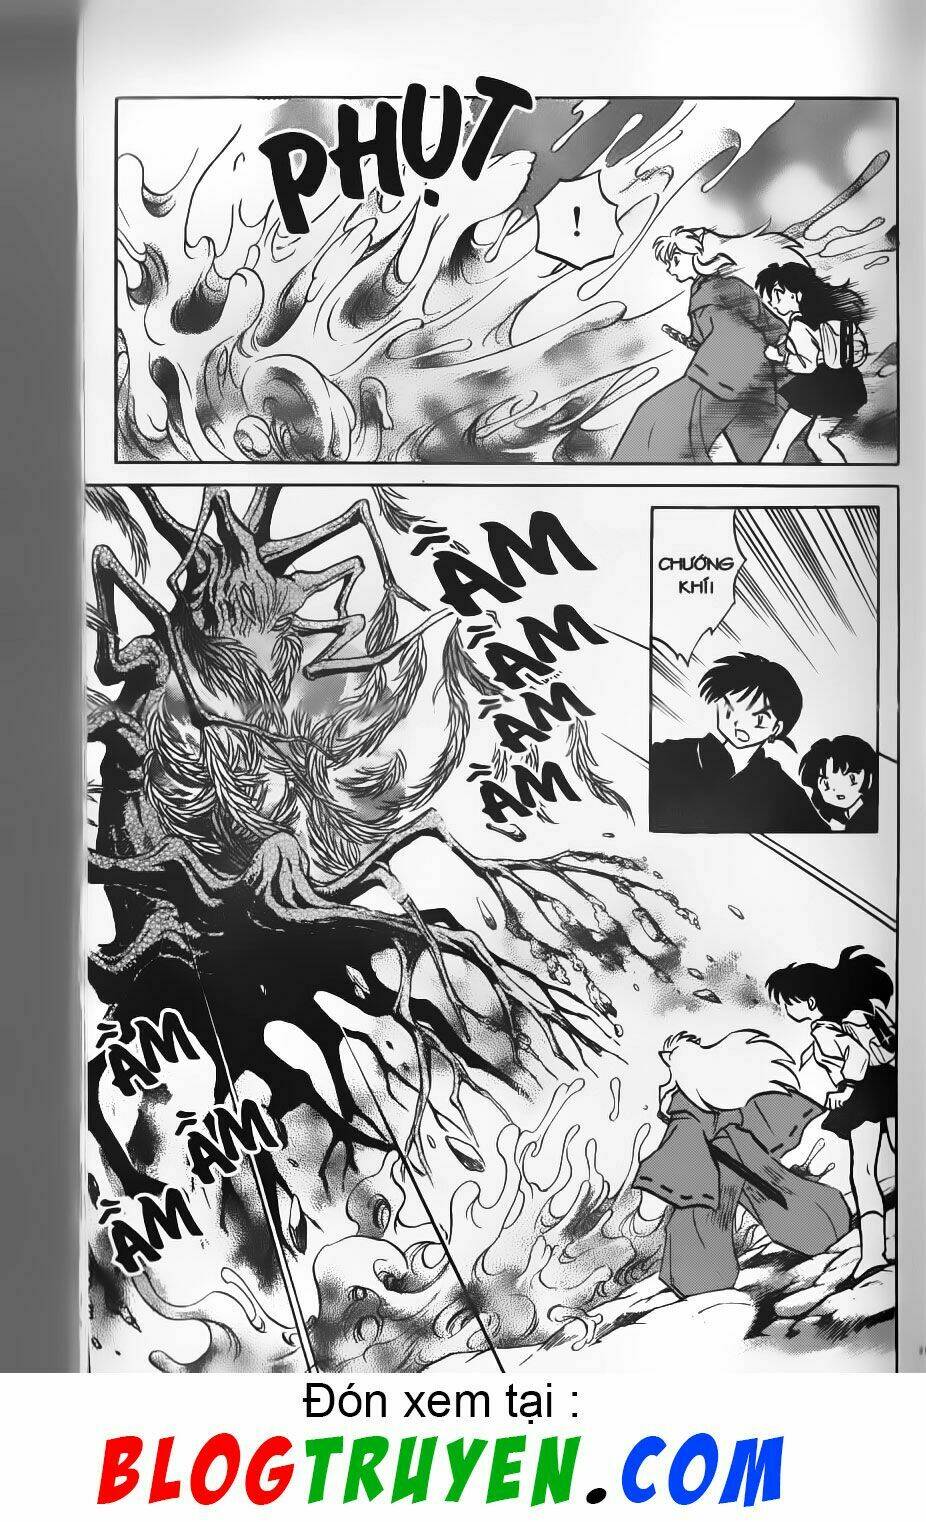 PHỤT
!
CHƯỚNG
KHÍ!
ẦM
ẦM
ẦM
ẦM
ẦM
ẦM
ẦM
Đón xem tại :
BLOGTRUYEN.COM